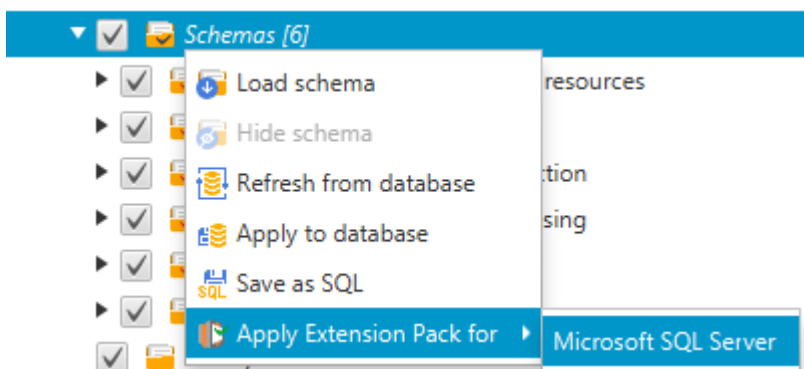 Schemas [6]
Load schema
resources
Hide schema
Refresh from database
tion
Apply to database
sing
Save as SQL
SQL
Apply Extension Pack for
Microsoft SQL Server